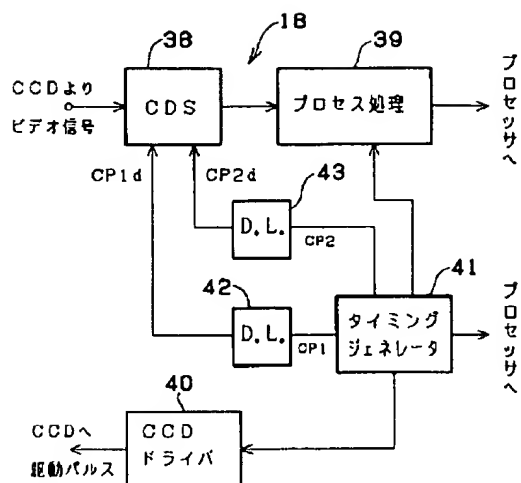 38
18
39
CCDより
ビデオ信号
CDS
プロセス処理
プロセッサへ
CP1d
CP2d
43
D.L.
CP2
42
D.L.
CP1
41
タイミング
ジェネレータ
プロセッサへ
40
CCDへ
駆動パルス
CCD
ドライバ